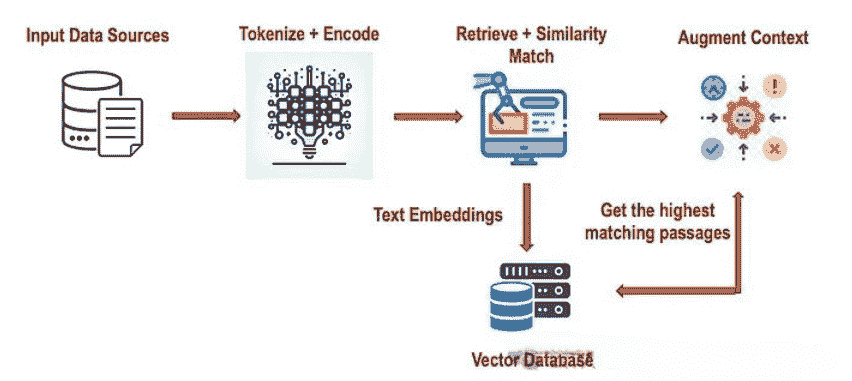 Input Data Sources
Tokenize + Encode
Retrieve + Similarity
Match
Augment Context
Text Embeddings
Get the highest
matching passages
Vector Database